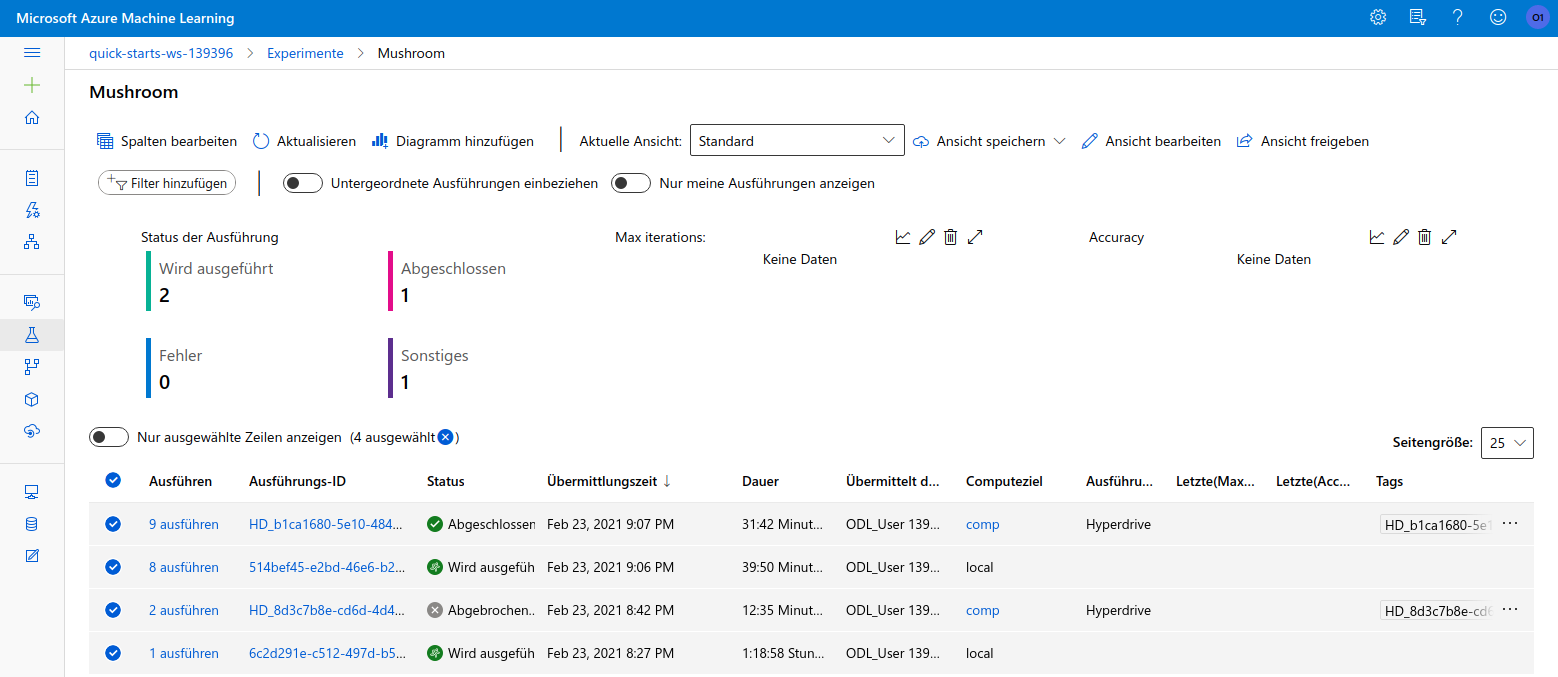 Microsoft Azure Machine Learning
O1
quick-starts-ws-139396 > Experimente > Mushroom
Mushroom
Spalten bearbeiten Aktualisieren Diagramm hinzufügen Aktuelle Ansicht: Standard Ansicht speichern Ansicht bearbeiten Ansicht freigeben
Filter hinzufügen Untergeordnete Ausführungen einbeziehen Nur meine Ausführungen anzeigen
Status der Ausführung Max iterations: Accuracy
Wird ausgeführt Abgeschlossen Keine Daten Keine Daten
2 1
Fehler Sonstiges
0 1
Nur ausgewählte Zeilen anzeigen (4 ausgewählt )
Seitengröße: 25
Ausführen Ausführungs-ID Status Übermittlungszeit ↓ Dauer Übermittelt d... Computeziel Ausführu... Letzte(Max... Letzte(Acc... Tags
9 ausführen HD_b1ca1680-5e10-484... Abgeschlossen Feb 23, 2021 9:07 PM 31:42 Minut... ODL_User 139... comp Hyperdrive HD_b1ca1680-5e1 ...
8 ausführen 514bef45-e2bd-46e6-b2... Wird ausgefüh Feb 23, 2021 9:06 PM 39:50 Minut... ODL_User 139... local
2 ausführen HD_8d3c7b8e-cd6d-4d4... Abgebrochen.. Feb 23, 2021 8:42 PM 12:35 Minut... ODL_User 139... comp Hyperdrive HD_8d3c7b8e-cd6 ...
1 ausführen 6c2d291e-c512-497d-b5... Wird ausgefüh Feb 23, 2021 8:27 PM 1:18:58 Stun... ODL_User 139... local